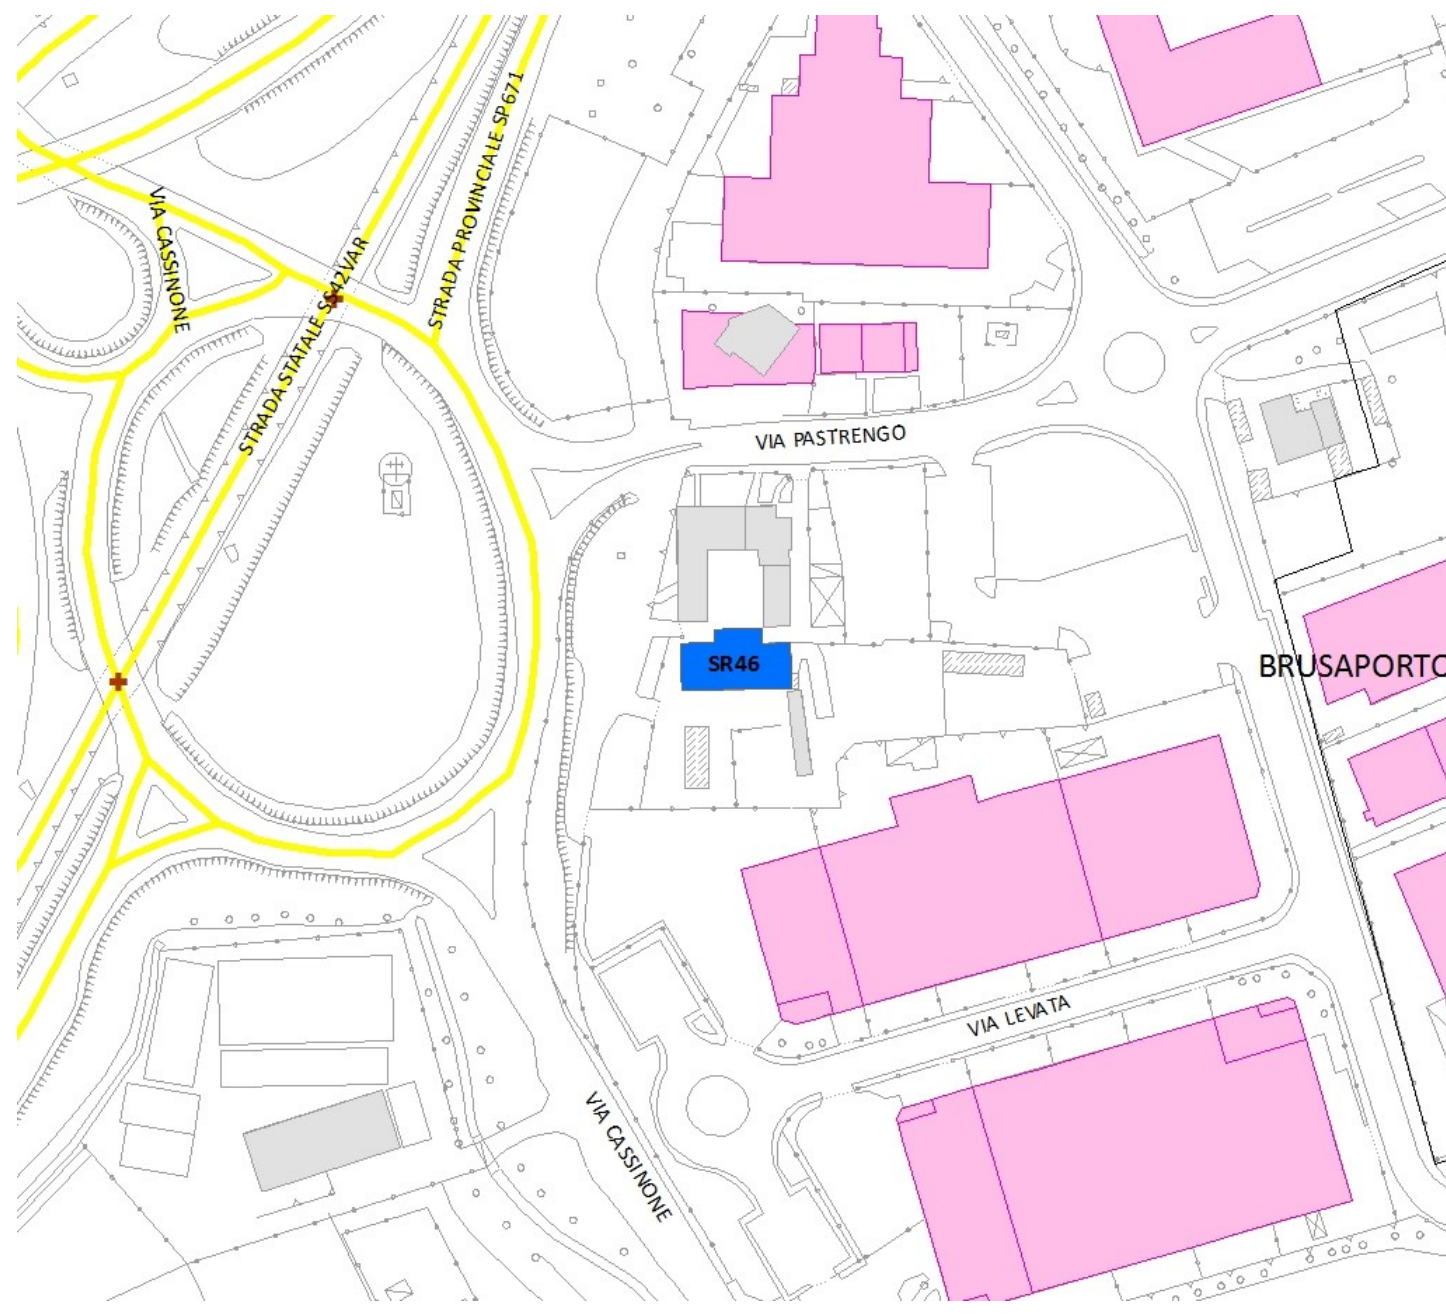 STRADA PROVINCIALE SP671
VIA CASSINONE
STRADA STATALE SS42VAR
VIA PASTRENGO
SR46
BRUSAPORTO
VIA LEVATA
VIA CASSINONE